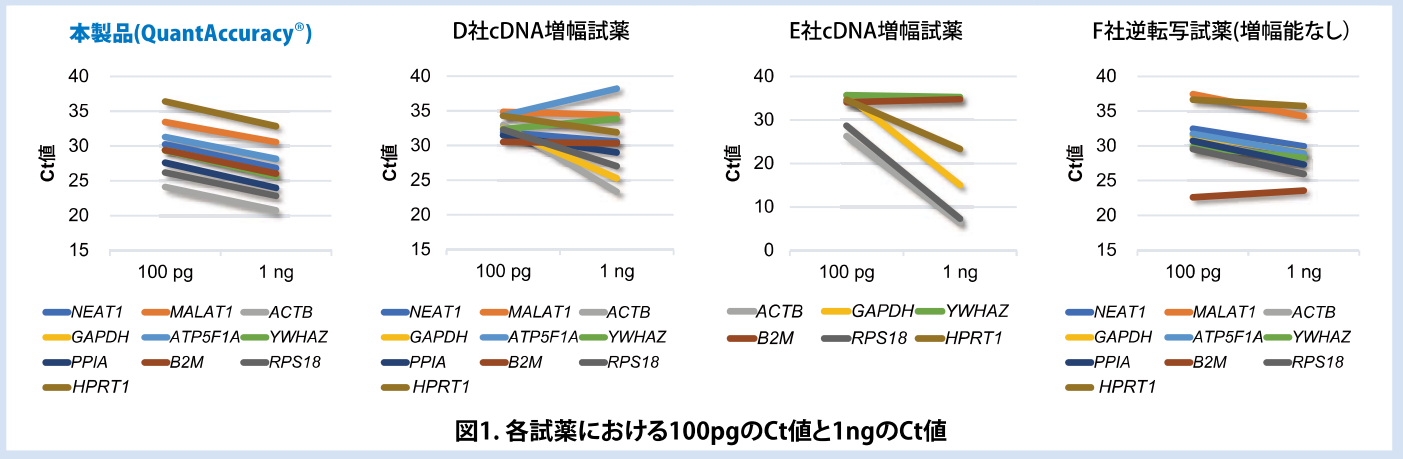 本製品(QuantAccuracy®)
40
35
30
25
20
15
Ct値
100 pg 1 ng
NEAT1 MALAT1 ACTB
GAPDH ATP5F1A YWHAZ
PPIA B2M RPS18
HPRT1
D社cDNA増幅試薬
40
35
30
25
20
15
Ct値
100 pg 1 ng
NEAT1 MALAT1 ACTB
GAPDH ATP5F1A YWHAZ
PPIA B2M RPS18
HPRT1
E社cDNA増幅試薬
40
30
20
10
0
Ct値
100 pg 1 ng
ACTB GAPDH YWHAZ
B2M RPS18 HPRT1
F社逆転写試薬(増幅能なし)
40
35
30
25
20
15
Ct値
100 pg 1 ng
NEAT1 MALAT1 ACTB
GAPDH ATP5F1A YWHAZ
PPIA B2M RPS18
HPRT1
図1. 各試薬における100pgのCt値と1ngのCt値